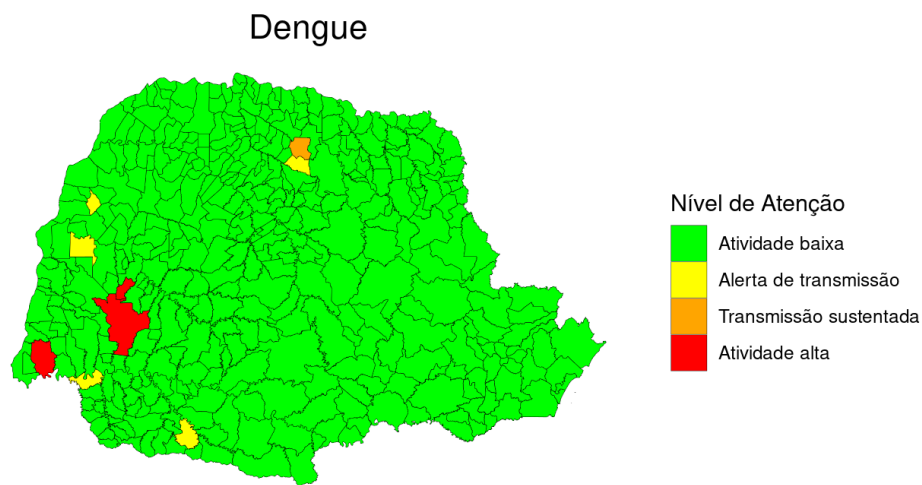 Dengue
Nível de Atenção
Atividade baixa
Alerta de transmissão
Transmissão sustentada
Atividade alta